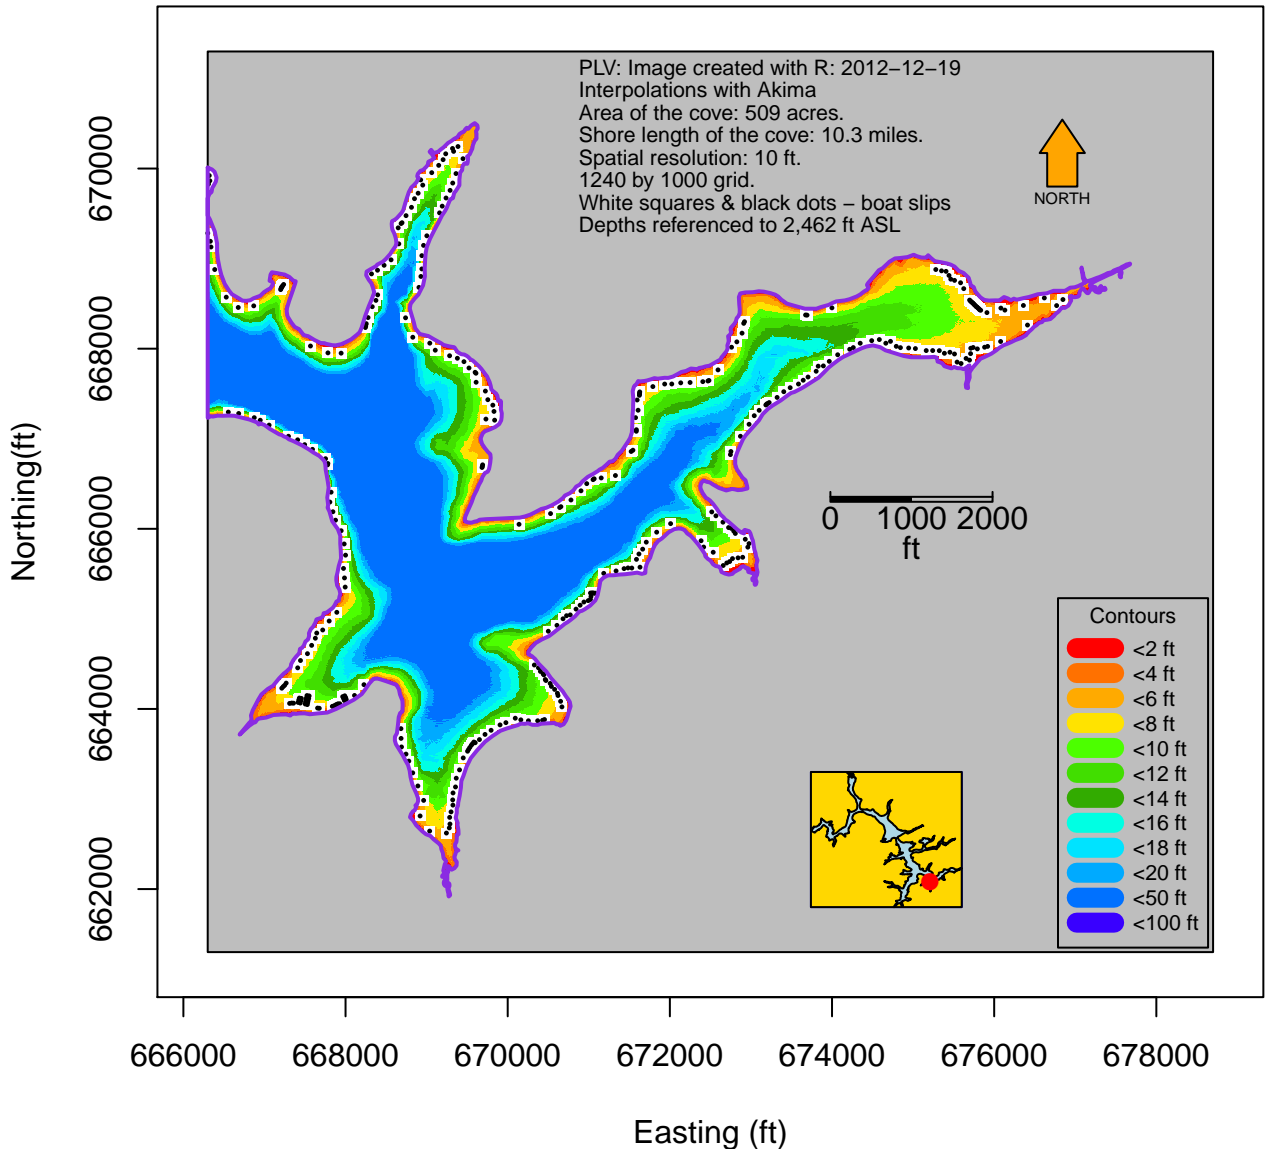 PLV: Image created with R: 2012−12−19
Interpolations with Akima
Area of the cove: 509 acres.
Shore length of the cove: 10.3 miles.
Spatial resolution: 10 ft.
1240 by 1000 grid.
White squares & black dots − boat slips
Depths referenced to 2,462 ft ASL
NORTH
Northing(ft)
670000
668000
666000
664000
662000
0 1000 2000
ft
Contours
<2 ft
<4 ft
<6 ft
<8 ft
<10 ft
<12 ft
<14 ft
<16 ft
<18 ft
<20 ft
<50 ft
<100 ft
666000 668000 670000 672000 674000 676000 678000
Easting (ft)